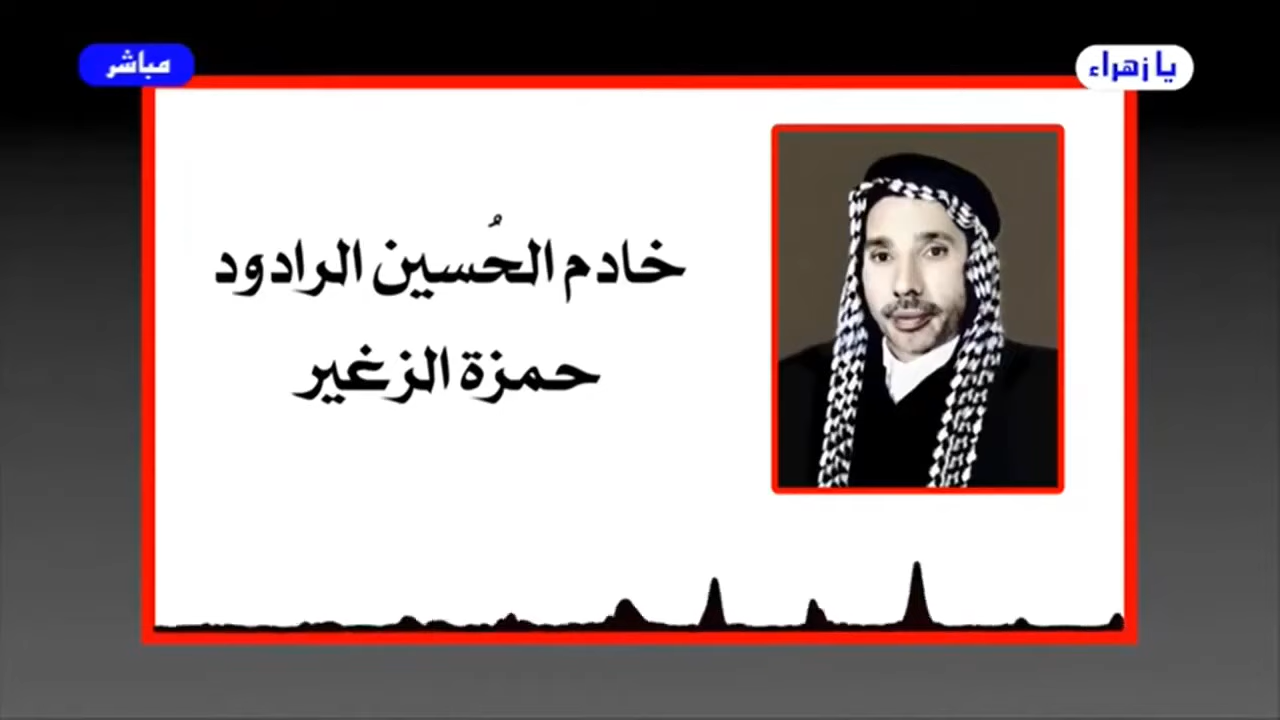 يا زهراء
مباشر
خادم الحُسين الرادود
حمزة الزغير